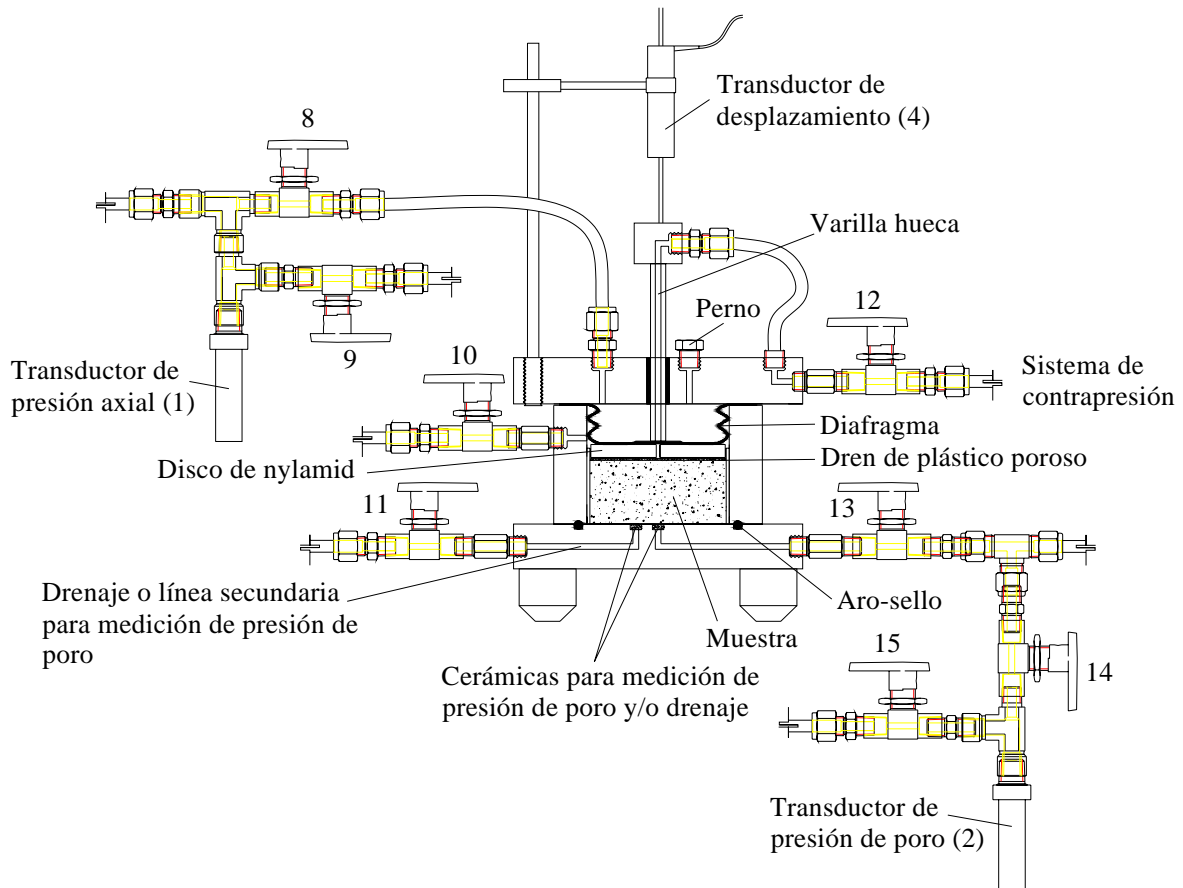 Transductor de
desplazamiento (4)
8
Varilla hueca
Perno
12
9
10
Transductor de
presión axial (1)
Sistema de
contrapresión
Diafragma
Disco de nylamid
Dren de plástico poroso
11
13
Drenaje o línea secundaria
para medición de presión de
poro
Aro-sello
Muestra
15
14
Cerámicas para medición de
presión de poro y/o drenaje
Transductor de
presión de poro (2)